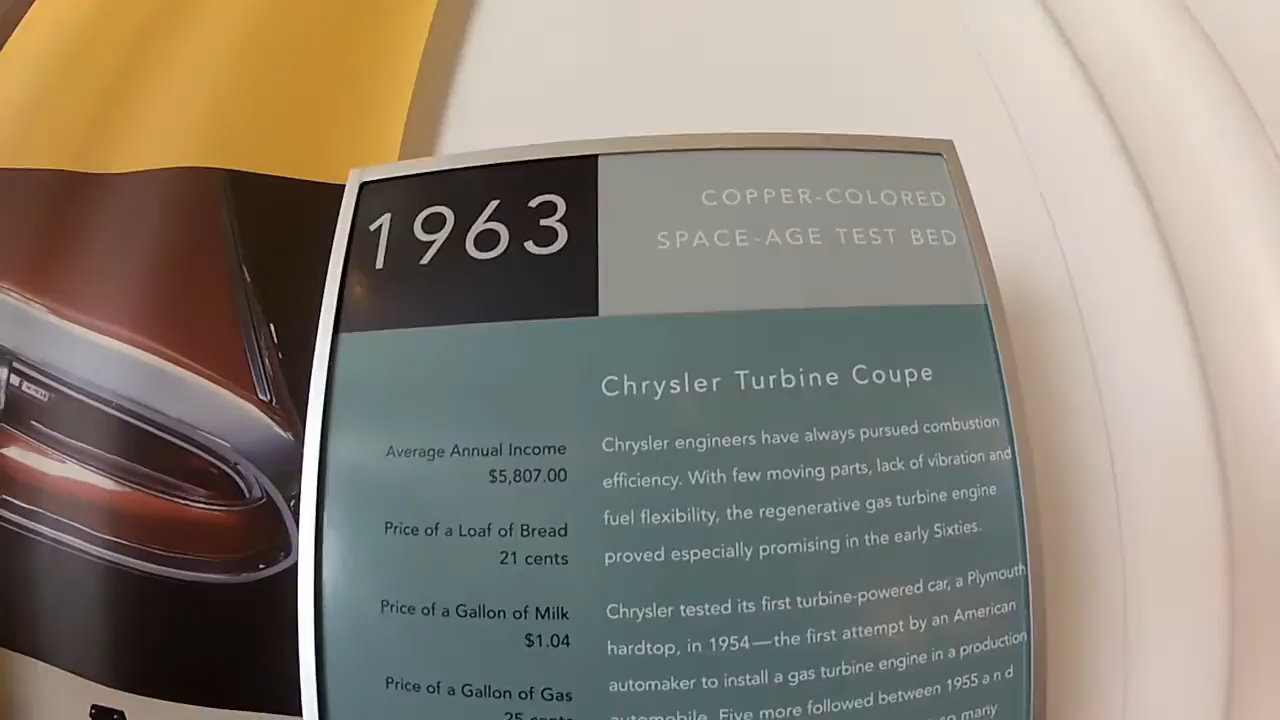 1963
COPPER-COLORED
SPACE-AGE TEST BED
Chrysler Turbine Coupe
Average Annual Income
$5,807.00
Price of a Loaf of Bread
21 cents
Price of a Gallon of Milk
$1.04
Price of a Gallon of Gas
25 cents
Chrysler engineers have always pursued combustion
efficiency. With few moving parts, lack of vibration and
fuel flexibility, the regenerative gas turbine engine
proved especially promising in the early Sixties.
Chrysler tested its first turbine-powered car, a Plymouth
hardtop, in 1954—the first attempt by an American
automaker to install a gas turbine engine in a production
automobile. Five more followed between 1955 and
so many